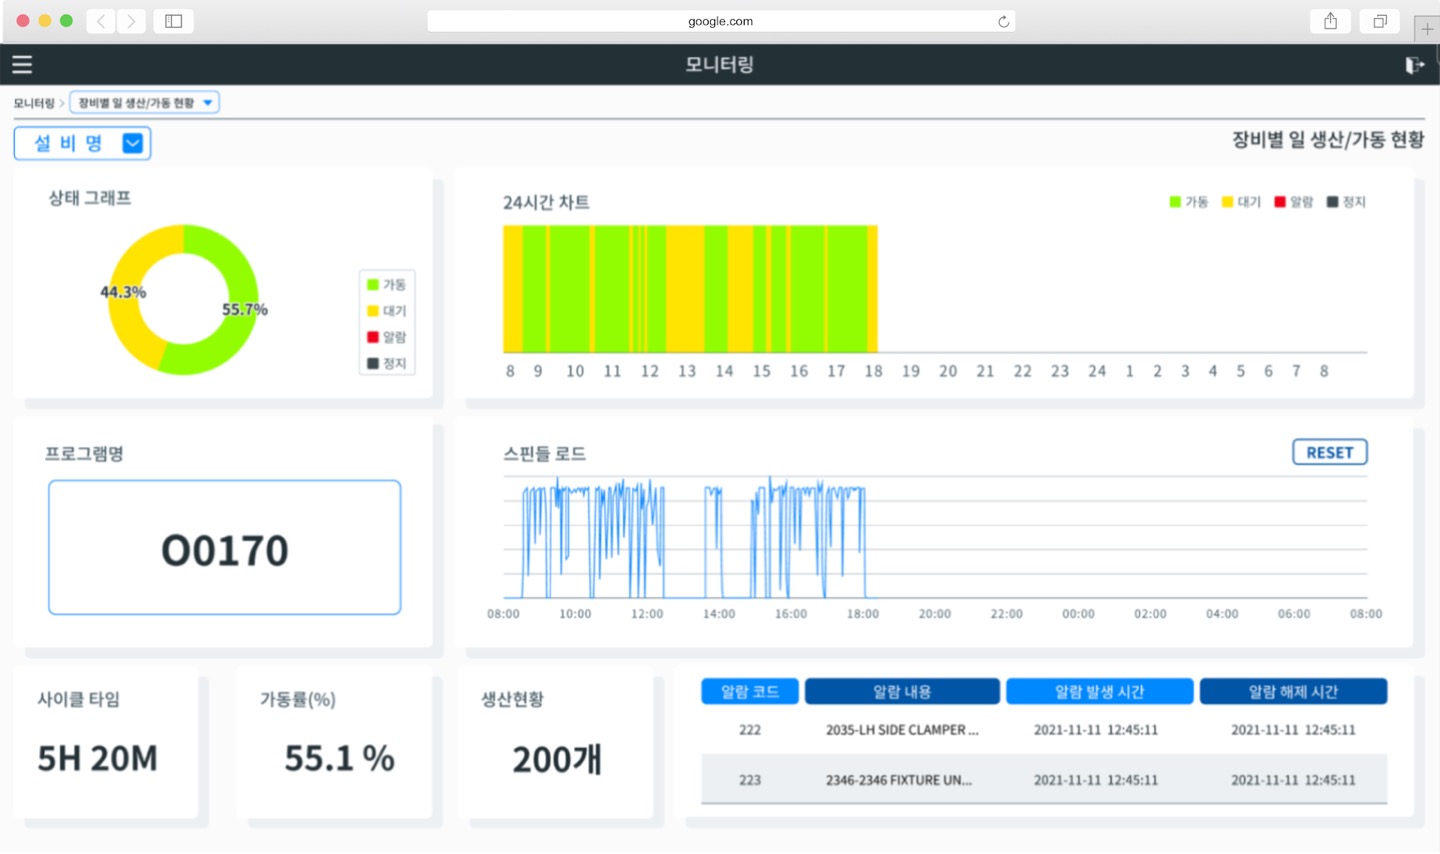 google.com
모니터링
모니터링 > 장비별 일 생산/가동 현황
설 비 명
장비별 일 생산/가동 현황
상태 그래프
44.3%
55.7%
가동
대기
알람
정지
24시간 차트
가동 대기 알람 정지
8 9 10 11 12 13 14 15 16 17 18 19 20 21 22 23 24 1 2 3 4 5 6 7 8
프로그램명
O0170
스핀들 로드
RESET
08:00 10:00 12:00 14:00 16:00 18:00 20:00 22:00 00:00 02:00 04:00 06:00 08:00
사이클 타임
5H 20M
가동률(%)
55.1 %
생산현황
200개
알람 코드 알람 내용 알람 발생 시간 알람 해제 시간
222 2035-LH SIDE CLAMPER ... 2021-11-11 12:45:11 2021-11-11 12:45:11
223 2346-2346 FIXTURE UN... 2021-11-11 12:45:11 2021-11-11 12:45:11